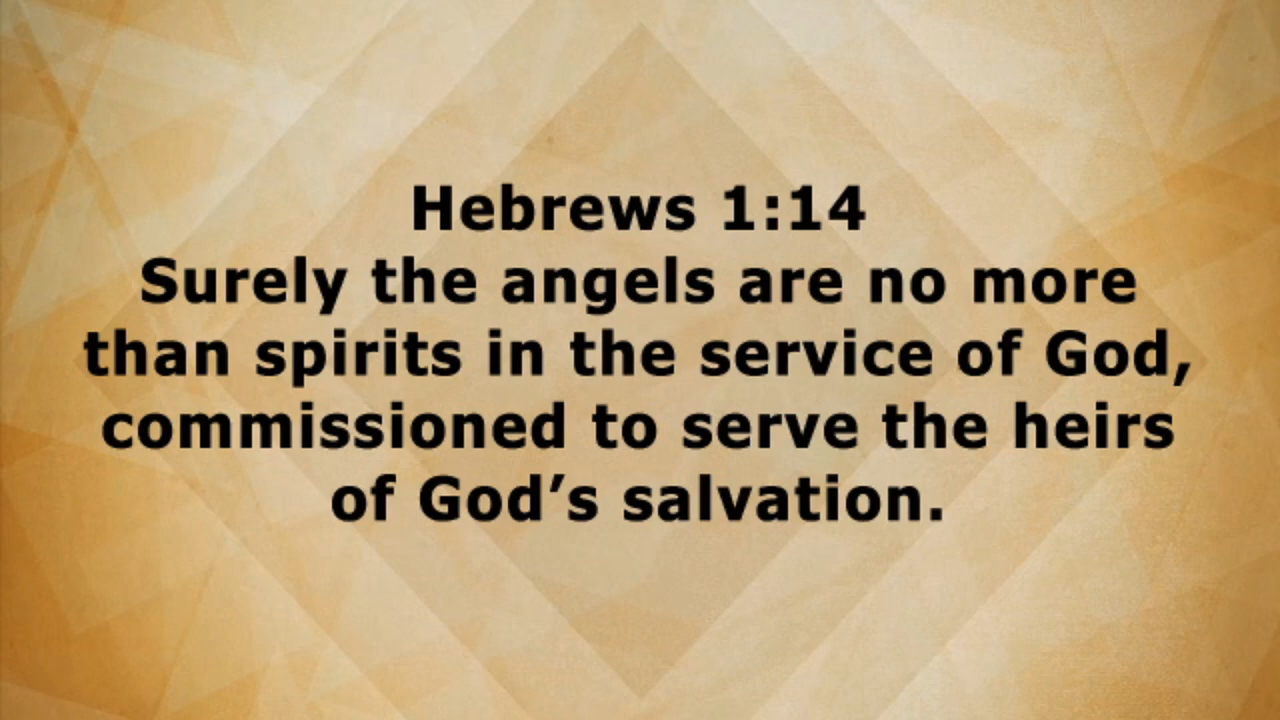 Hebrews 1:14
Surely the angels are no more
than spirits in the service of God,
commissioned to serve the heirs
of God’s salvation.